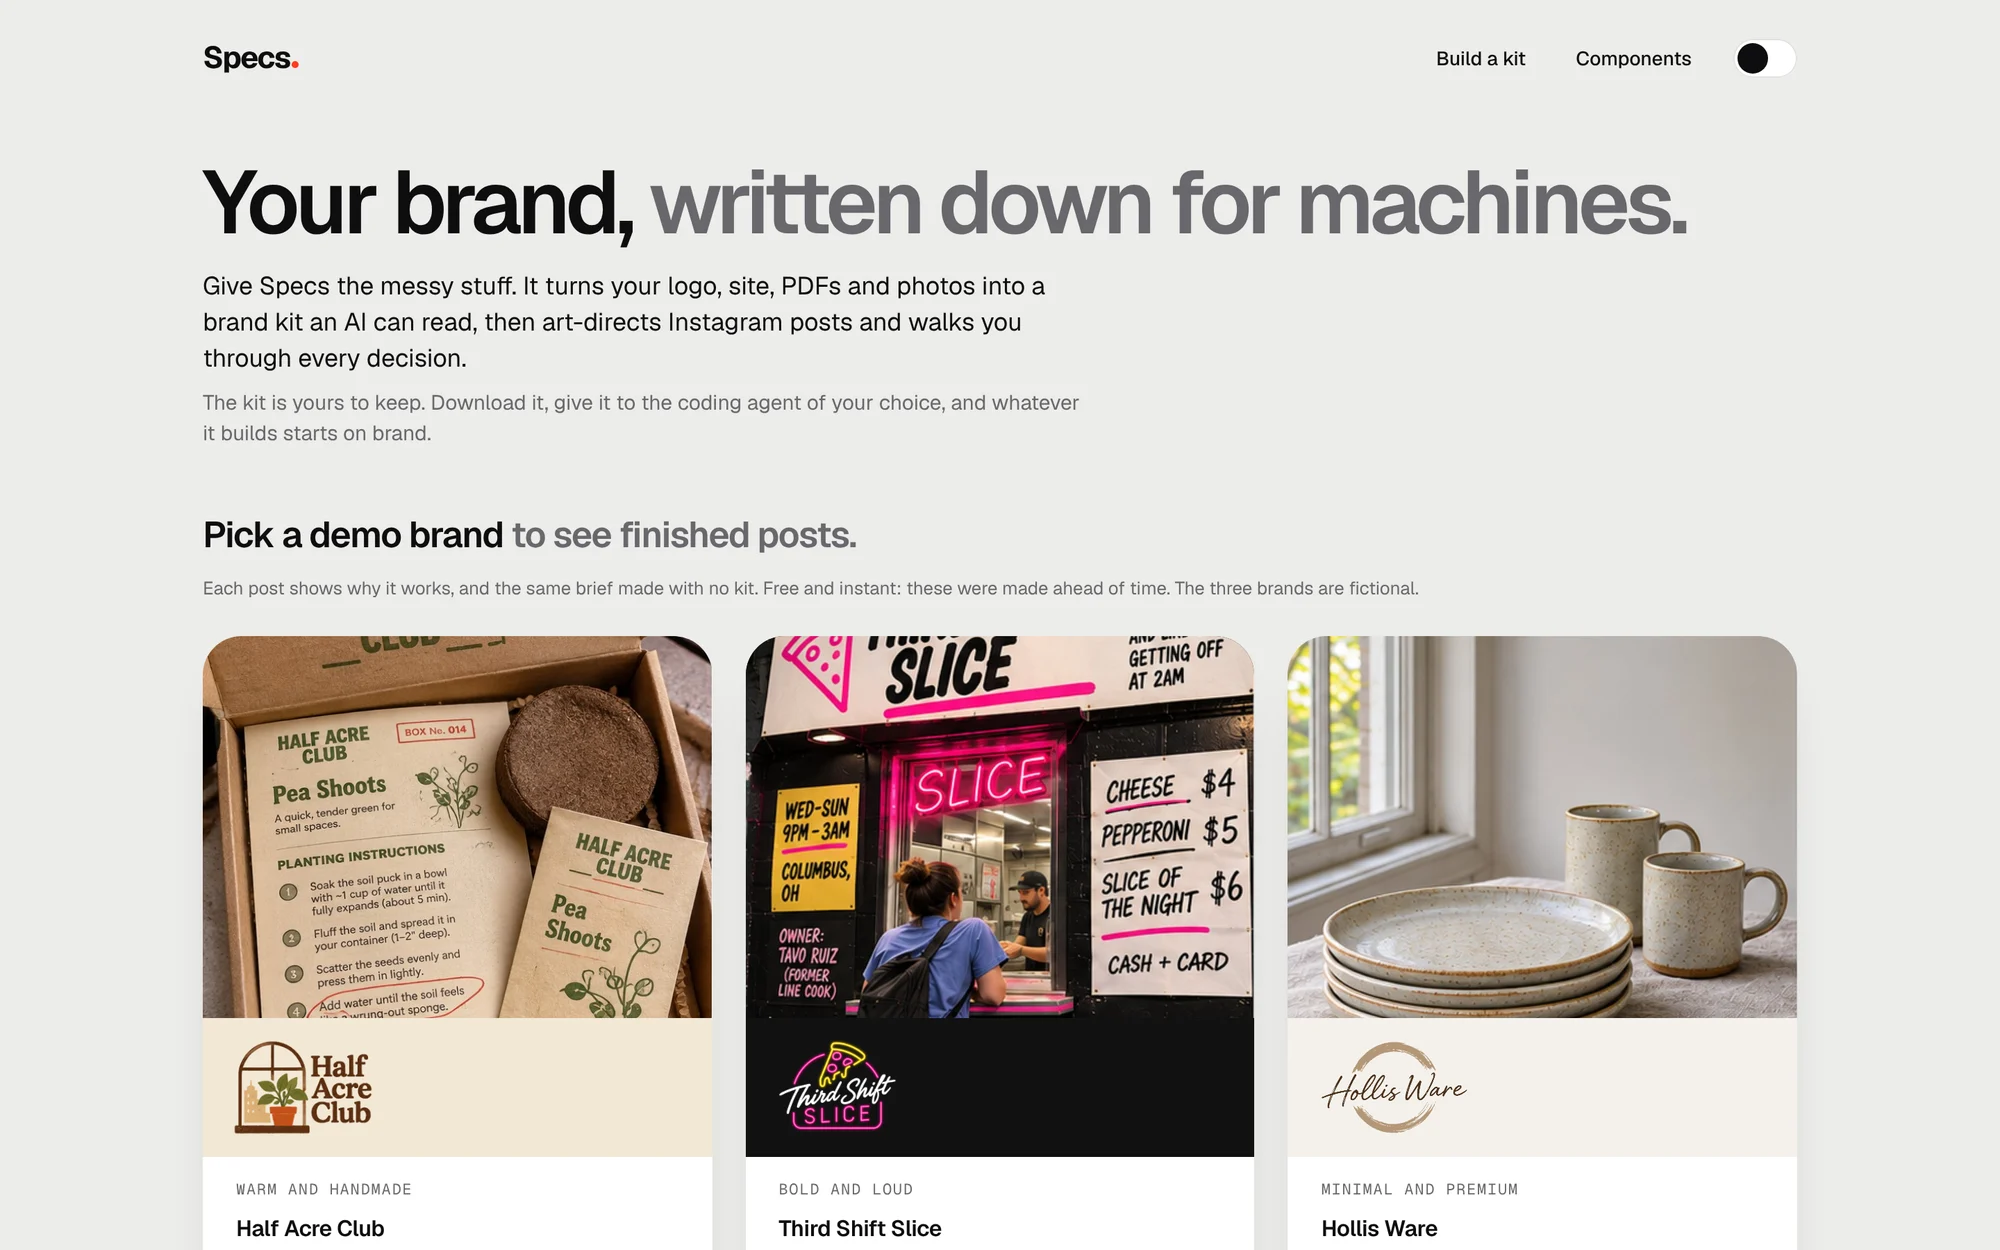 Specs.
Build a kit
Components
Your brand, written down for machines.
Give Specs the messy stuff. It turns your logo, site, PDFs and photos into a
brand kit an AI can read, then art-directs Instagram posts and walks you
through every decision.
The kit is yours to keep. Download it, give it to the coding agent of your choice, and whatever
it builds starts on brand.
Pick a demo brand to see finished posts.
Each post shows why it works, and the same brief made with no kit. Free and instant: these were made ahead of time. The three brands are fictional.
CLUB
HALF ACRE
CLUB
BOX No. 014
Pea Shoots
A quick, tender green for
small spaces.
PLANTING INSTRUCTIONS
1 Soak the soil puck in a bowl
with ~1 cup of water until it
fully expands (about 5 min).
2 Fluff the soil and spread it in
your container (1–2" deep).
3 Scatter the seeds evenly and
press them in lightly.
4 Add water until the soil feels
like a wrung-out sponge.
HALF ACRE
CLUB
Pea
Shoots
SLICE
GETTING OFF
AT 2AM
SLICE
WED-SUN
9PM-3AM
COLUMBUS,
OH
OWNER:
TAVO RUIZ
(FORMER
LINE COOK)
CHEESE $4
PEPPERONI $5
SLICE OF
THE NIGHT $6
CASH + CARD
Half
Acre
Club
Third Shift
SLICE
Hollis Ware
WARM AND HANDMADE
Half Acre Club
BOLD AND LOUD
Third Shift Slice
MINIMAL AND PREMIUM
Hollis Ware